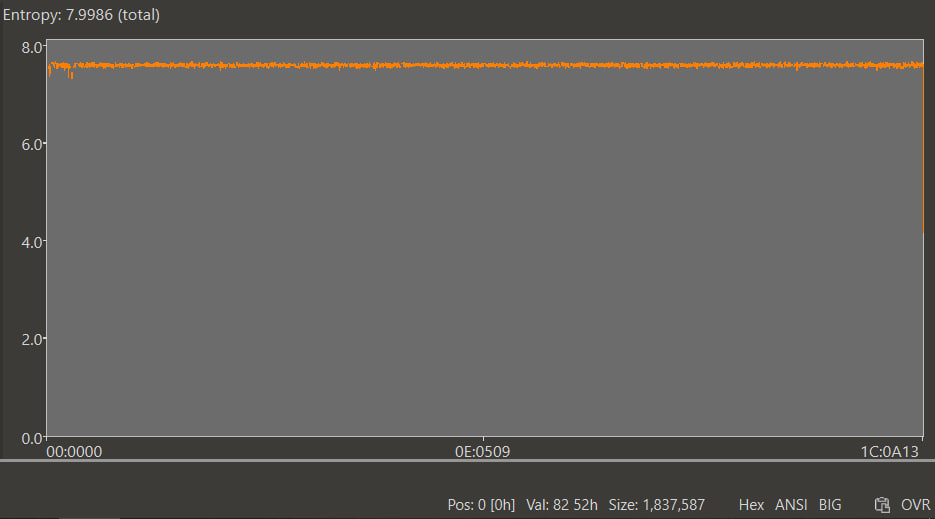 Entropy: 7.9986 (total)
8.0
6.0
4.0
2.0
0.0
00:0000 0E:0509 1C:0A13
Pos: 0 [0h] Val: 82 52h Size: 1,837,587 Hex ANSI BIG OVR